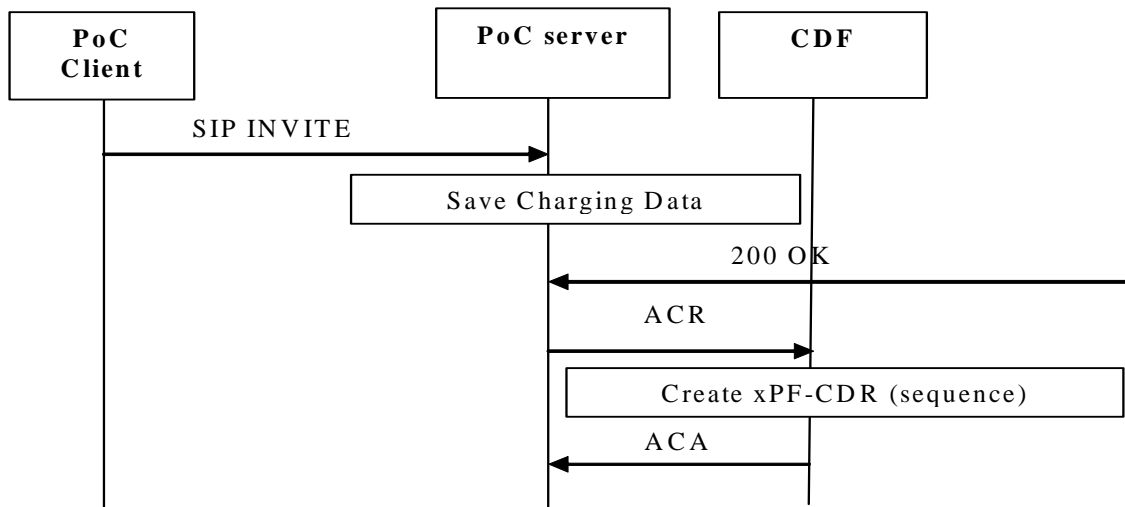 PoC
Client
PoC server
CDF
SIP INVITE
Save Charging Data
200 OK
ACR
Create xPF-CDR (sequence)
ACA